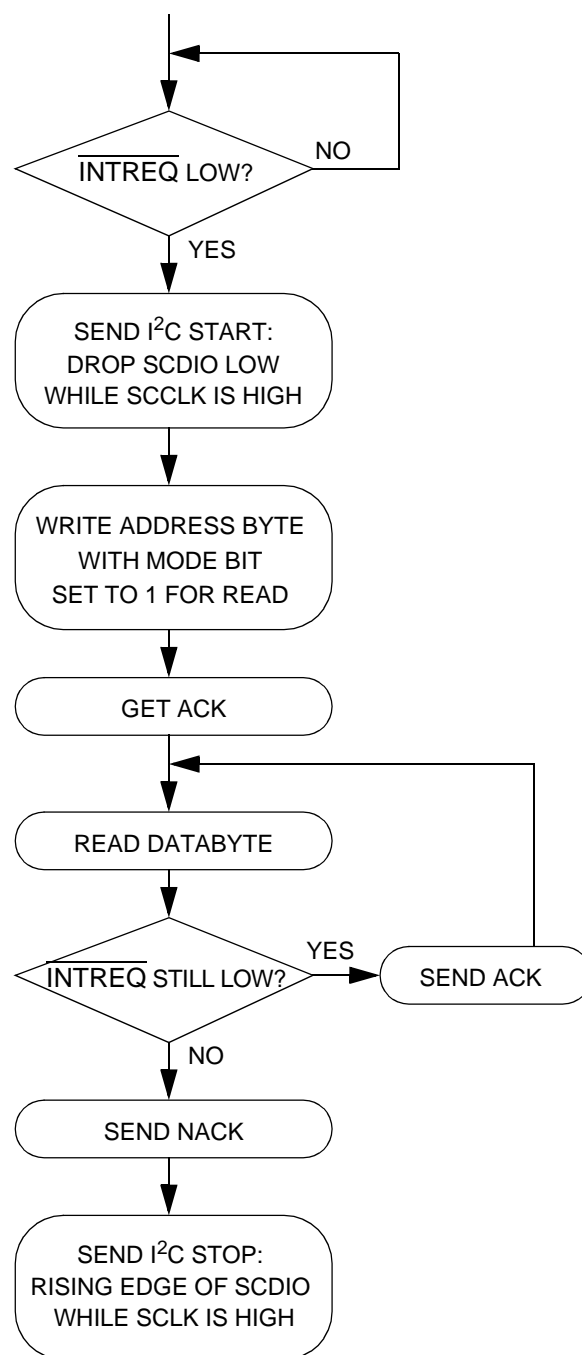 INTREQ LOW?
NO
YES
SEND I²C START:
DROP SCDIO LOW
WHILE SCCLK IS HIGH
WRITE ADDRESS BYTE
WITH MODE BIT
SET TO 1 FOR READ
GET ACK
READ DATABYTE
INTREQ STILL LOW?
YES
SEND ACK
NO
SEND NACK
SEND I²C STOP:
RISING EDGE OF SCDIO
WHILE SCLK IS HIGH